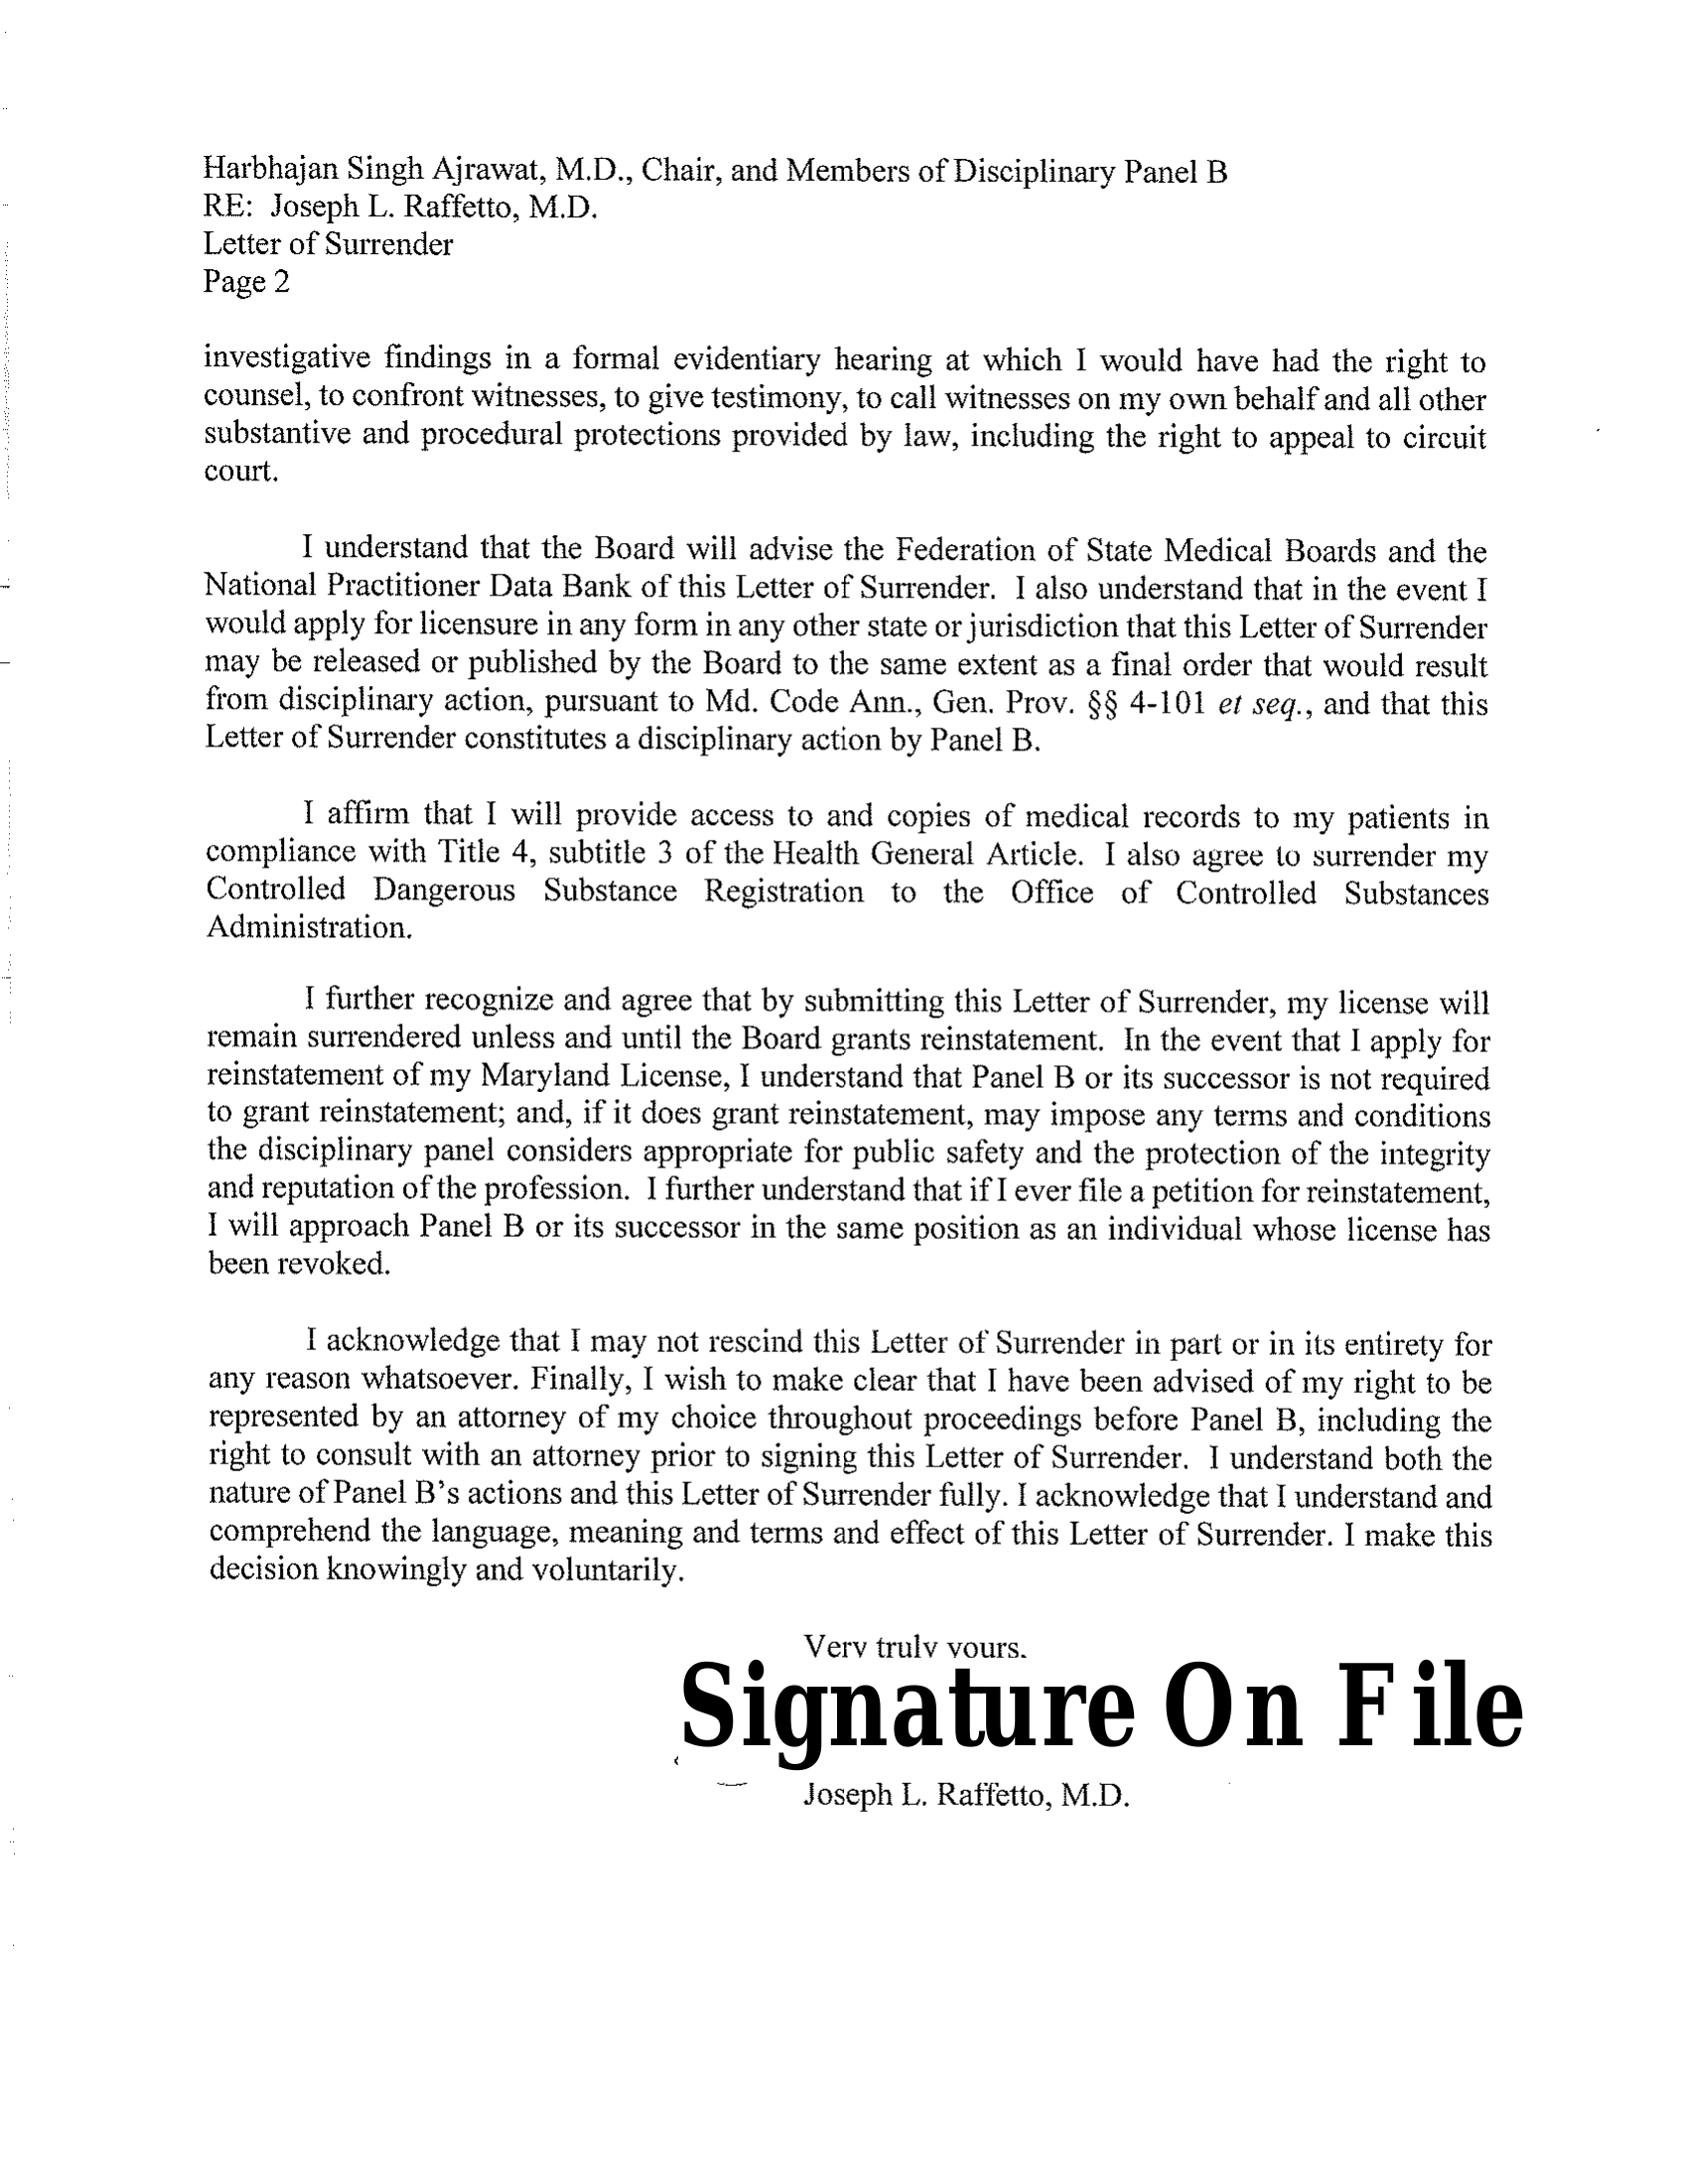 Harbhajan Singh Ajrawat, M.D., Chair, and Members of Disciplinary Panel B
RE: Joseph L. Raffetto, M.D.
Letter of Surrender
Page 2
investigative findings in a formal evidentiary hearing at which I would have had the right to
counsel, to confront witnesses, to give testimony, to call witnesses on my own behalf and all other
substantive and procedural protections provided by law, including the right to appeal to circuit
court.
I understand that the Board will advise the Federation of State Medical Boards and the
National Practitioner Data Bank of this Letter of Surrender. I also understand that in the event I
would apply for licensure in any form in any other state or jurisdiction that this Letter of Surrender
may be released or published by the Board to the same extent as a final order that would result
from disciplinary action, pursuant to Md. Code Ann., Gen. Prov. §§ 4-101 et seq., and that this
Letter of Surrender constitutes a disciplinary action by Panel B.
I affirm that I will provide access to and copies of medical records to my patients in
compliance with Title 4, subtitle 3 of the Health General Article. I also agree to surrender my
Controlled Dangerous Substance Registration to the Office of Controlled Substances
Administration.
I further recognize and agree that by submitting this Letter of Surrender, my license will
remain surrendered unless and until the Board grants reinstatement. In the event that I apply for
reinstatement of my Maryland License, I understand that Panel B or its successor is not required
to grant reinstatement; and, if it does grant reinstatement, may impose any terms and conditions
the disciplinary panel considers appropriate for public safety and the protection of the integrity
and reputation of the profession. I further understand that if I ever file a petition for reinstatement,
I will approach Panel B or its successor in the same position as an individual whose license has
been revoked.
I acknowledge that I may not rescind this Letter of Surrender in part or in its entirety for
any reason whatsoever. Finally, I wish to make clear that I have been advised of my right to be
represented by an attorney of my choice throughout proceedings before Panel B, including the
right to consult with an attorney prior to signing this Letter of Surrender. I understand both the
nature of Panel B's actions and this Letter of Surrender fully. I acknowledge that I understand and
comprehend the language, meaning and terms and effect of this Letter of Surrender. I make this
decision knowingly and voluntarily.
Very truly yours,
Signature On File
Joseph L. Raffetto, M.D.